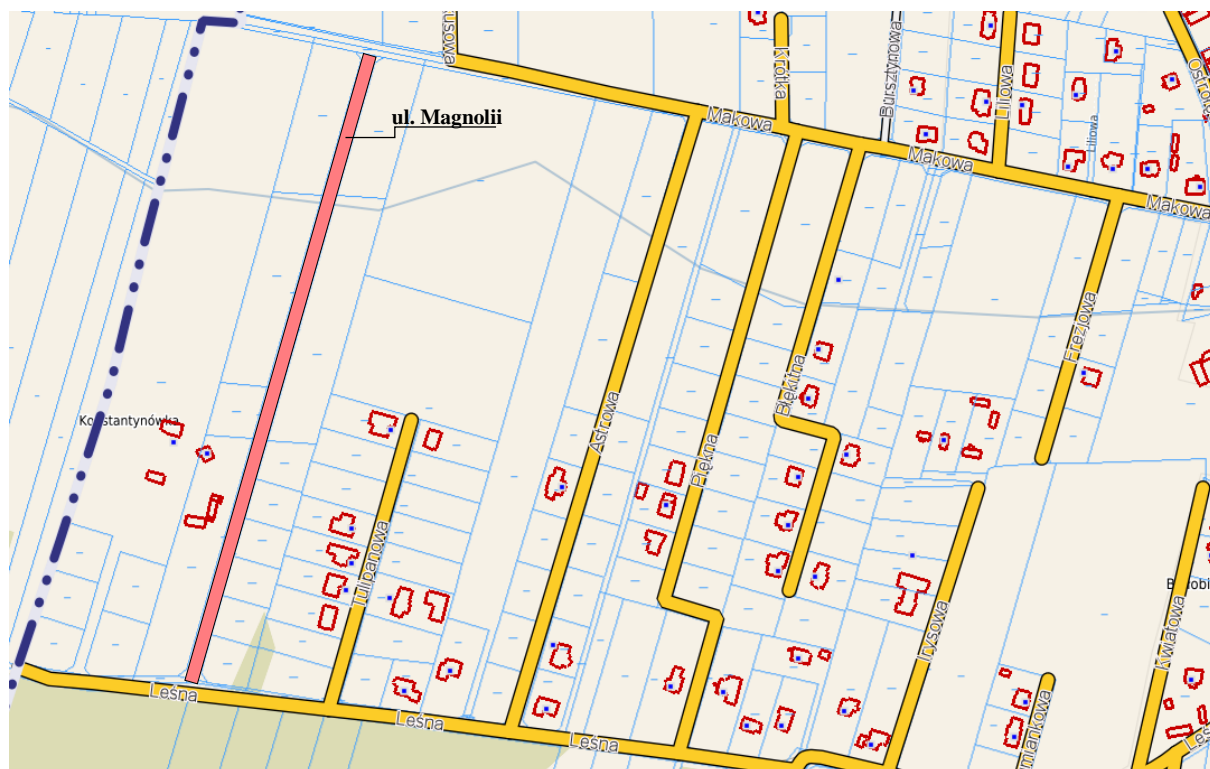 Krótka
Bursztynowa
Liliowa
ul. Magnolii
Makowa
Liliowa
Makowa
Makowa
Frezjowa
Błękitna
Konstantynówka
Astrowa
Piękna
Tulipanowa
Irysowa
Kwiatowa
Leśna
Leśna
Leśna